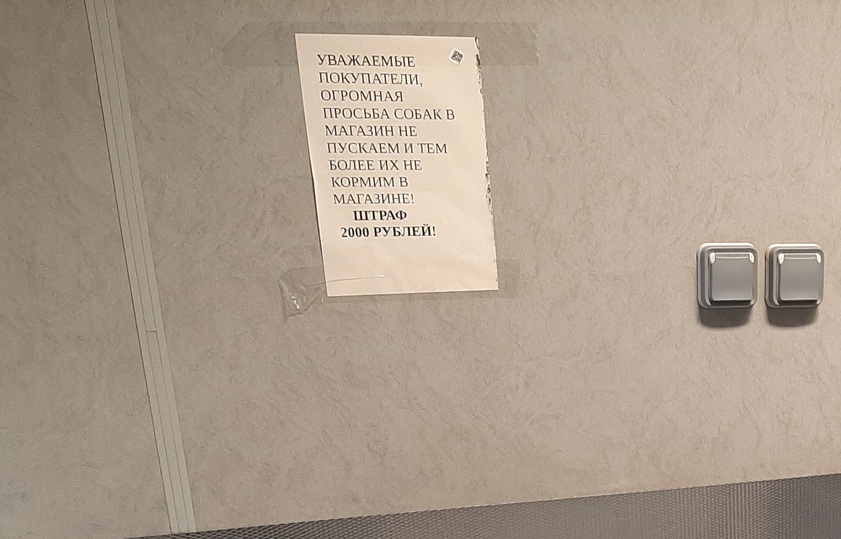 УВАЖАЕМЫЕ
ПОКУПАТЕЛИ,
ОГРОМНАЯ
ПРОСЬБА СОБАК В
МАГАЗИН НЕ
ПУСКАЕМ И ТЕМ
БОЛЕЕ ИХ НЕ
КОРМИМ В
МАГАЗИНЕ!
ШТРАФ
2000 РУБЛЕЙ!